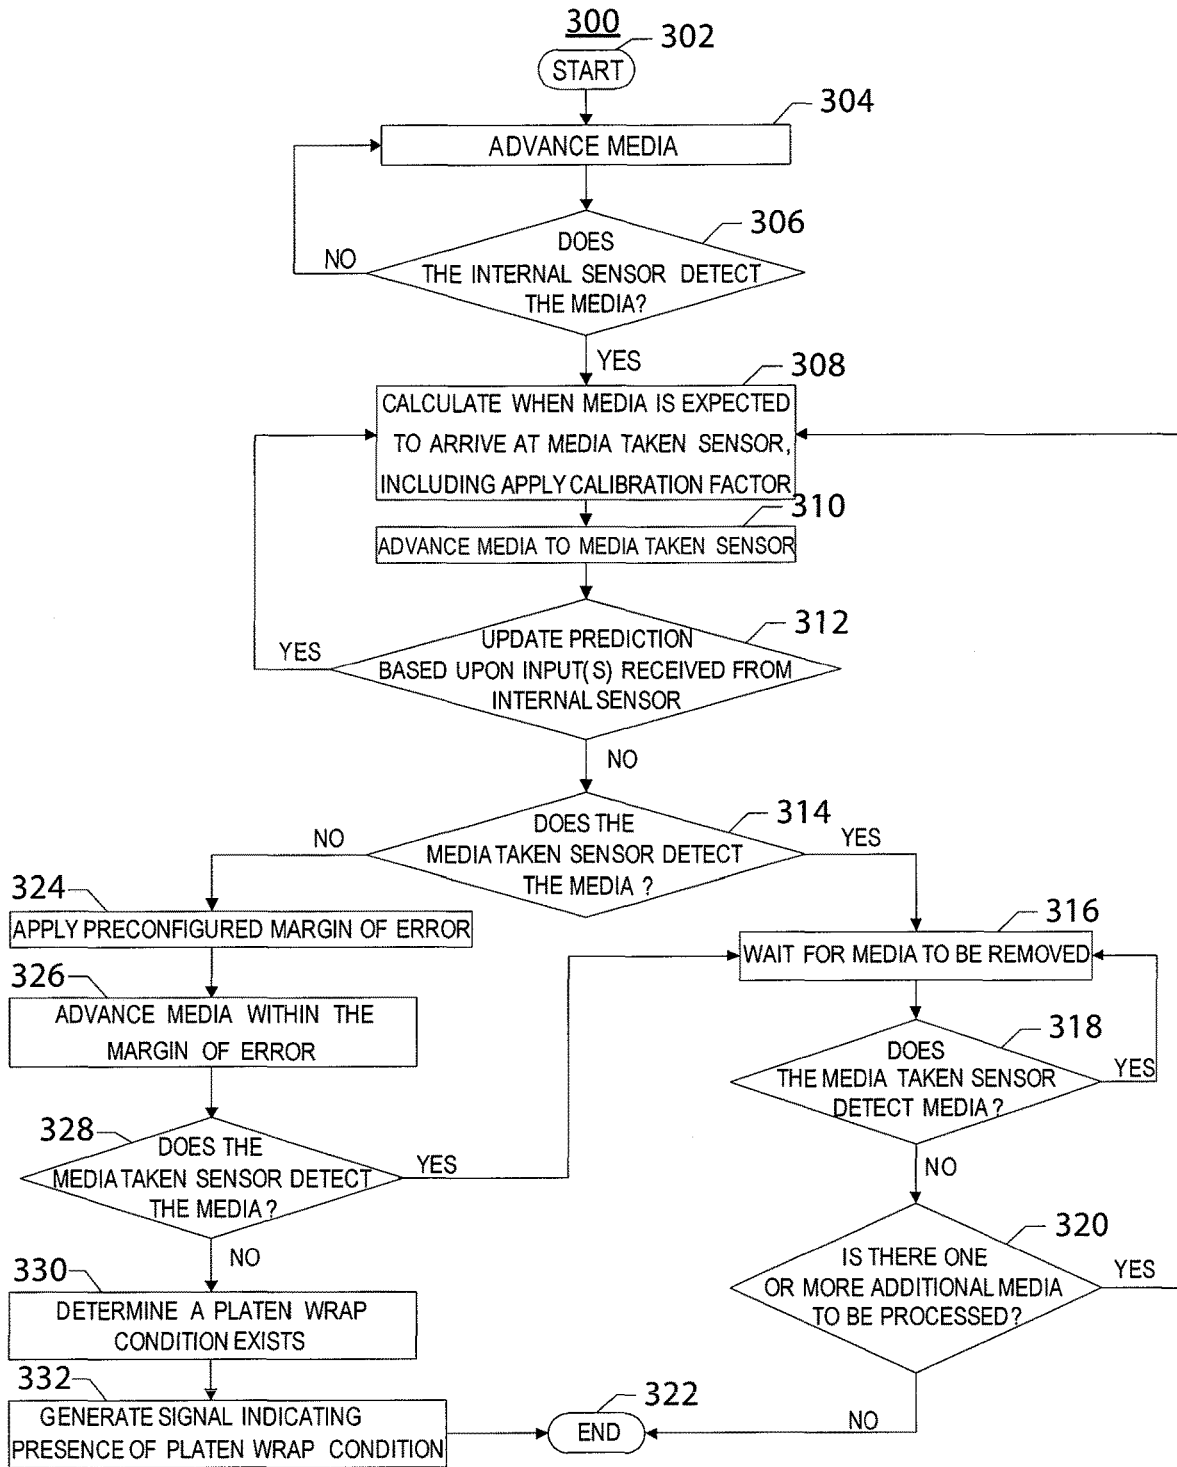 300
302
START
304
ADVANCE MEDIA
306
DOES
THE INTERNAL SENSOR DETECT
THE MEDIA?
NO
YES
308
CALCULATE WHEN MEDIA IS EXPECTED
TO ARRIVE AT MEDIA TAKEN SENSOR,
INCLUDING APPLY CALIBRATION FACTOR
310
ADVANCE MEDIA TO MEDIA TAKEN SENSOR
312
UPDATE PREDICTION
BASED UPON INPUT(S) RECEIVED FROM
INTERNAL SENSOR
YES
NO
314
DOES THE
MEDIA TAKEN SENSOR DETECT
THE MEDIA ?
NO
YES
324
APPLY PRECONFIGURED MARGIN OF ERROR
316
WAIT FOR MEDIA TO BE REMOVED
326
ADVANCE MEDIA WITHIN THE
MARGIN OF ERROR
318
DOES
THE MEDIA TAKEN SENSOR
DETECT MEDIA ?
YES
NO
328
DOES THE
MEDIA TAKEN SENSOR DETECT
THE MEDIA ?
YES
NO
320
IS THERE ONE
OR MORE ADDITIONAL MEDIA
TO BE PROCESSED?
YES
NO
330
DETERMINE A PLATEN WRAP
CONDITION EXISTS
332
GENERATE SIGNAL INDICATING
PRESENCE OF PLATEN WRAP CONDITION
322
END